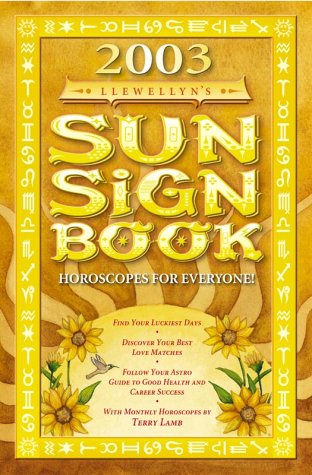 2003
LLEWELLYN'S
SUN
SIGN
BOOK
HOROSCOPES FOR EVERYONE!
FIND YOUR LUCKIEST DAYS •
DISCOVER YOUR BEST
LOVE MATCHES
•
FOLLOW YOUR ASTRO
GUIDE TO GOOD HEALTH AND
CAREER SUCCESS
•
WITH MONTHLY HOROSCOPES BY
TERRY LAMB